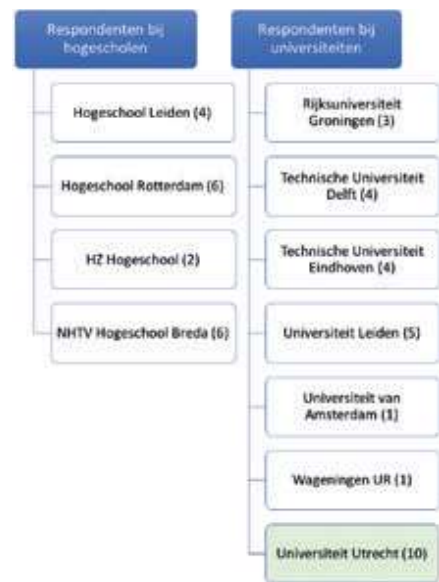 Respondenten bij
hogescholen
Hogeschool Leiden (4)
Hogeschool Rotterdam (6)
HZ Hogeschool (2)
NHTV Hogeschool Breda (6)
Respondenten bij
universiteiten
Rijksuniversiteit
Groningen (3)
Technische Universiteit
Delft (4)
Technische Universiteit
Eindhoven (4)
Universiteit Leiden (5)
Universiteit van
Amsterdam (1)
Wageningen UR (1)
Universiteit Utrecht (10)